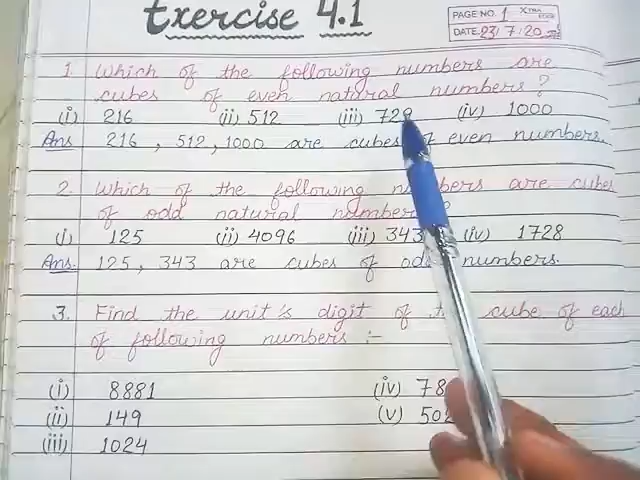 Exercise 4.1
PAGE NO. 1
DATE 23/7/20
1. Which of the following numbers are
cubes of even natural numbers?
(i) 216 (ii) 512 (iii) 729 (iv) 1000
Ans 216, 512, 1000 are cubes of even numbers.
2. Which of the following numbers are cubes
of odd natural numbers?
(i) 125 (ii) 4096 (iii) 343 (iv) 1728
Ans. 125, 343 are cubes of odd numbers.
3. Find the unit's digit of the cube of each
of following numbers :-
(i) 8881 (iv) 78
(ii) 149 (v) 502
(iii) 1024